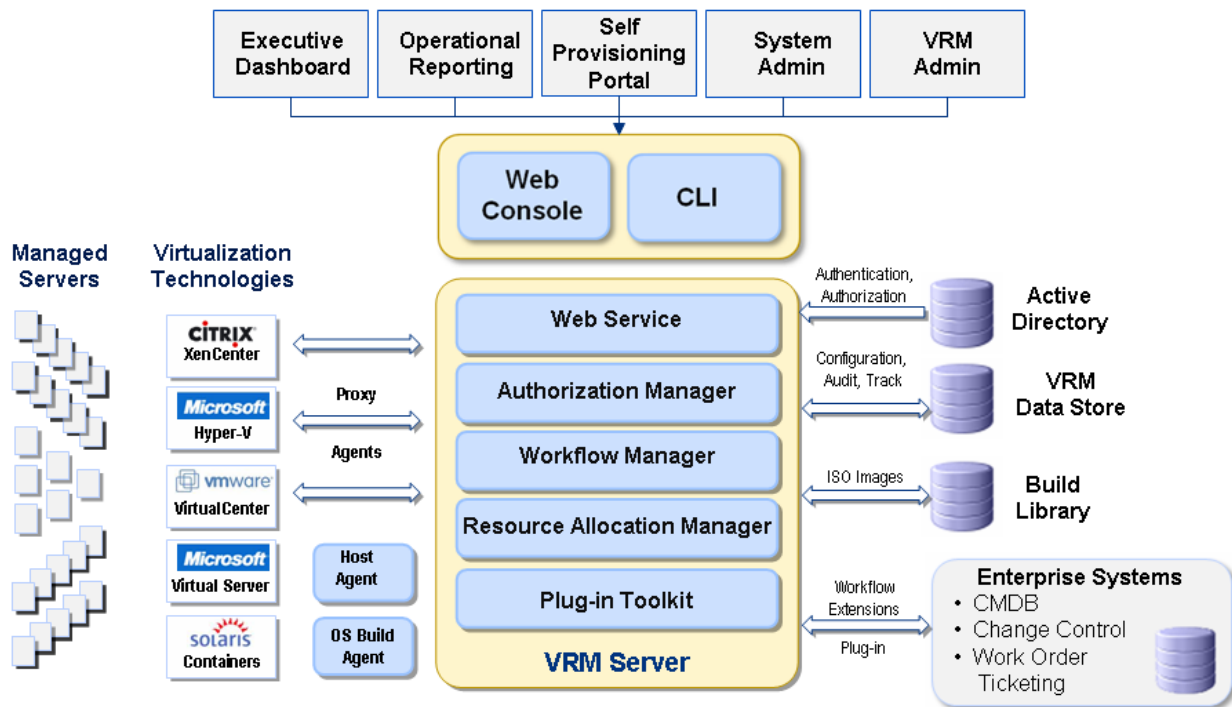 Executive
Dashboard
Operational
Reporting
Self
Provisioning
Portal
System
Admin
VRM
Admin
Web
Console
CLI
Managed
Servers
Virtualization
Technologies
CiTRIX®
XenCenter
Microsoft
Hyper-V
vmware®
VirtualCenter
Microsoft
Virtual Server
solaris
Containers
Proxy
Agents
Host
Agent
OS Build
Agent
Web Service
Authorization Manager
Workflow Manager
Resource Allocation Manager
Plug-in Toolkit
VRM Server
Authentication,
Authorization
Active
Directory
Configuration,
Audit, Track
VRM
Data Store
ISO Images
Build
Library
Workflow
Extensions
Plug-in
Enterprise Systems
• CMDB
• Change Control
• Work Order
Ticketing